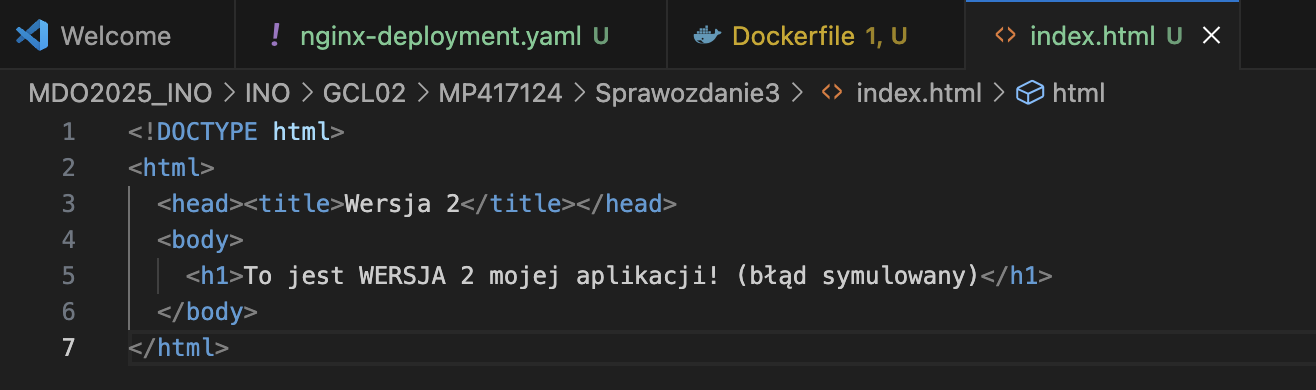 Welcome ! nginx-deployment.yaml U Dockerfile 1, U <> index.html U
MDO2025_INO > INO > GCL02 > MP417124 > Sprawozdanie3 > <> index.html > html
1 <!DOCTYPE html>
2 <html>
3 <head><title>Wersja 2</title></head>
4 <body>
5 <h1>To jest WERSJA 2 mojej aplikacji! (błąd symulowany)</h1>
6 </body>
7 </html>